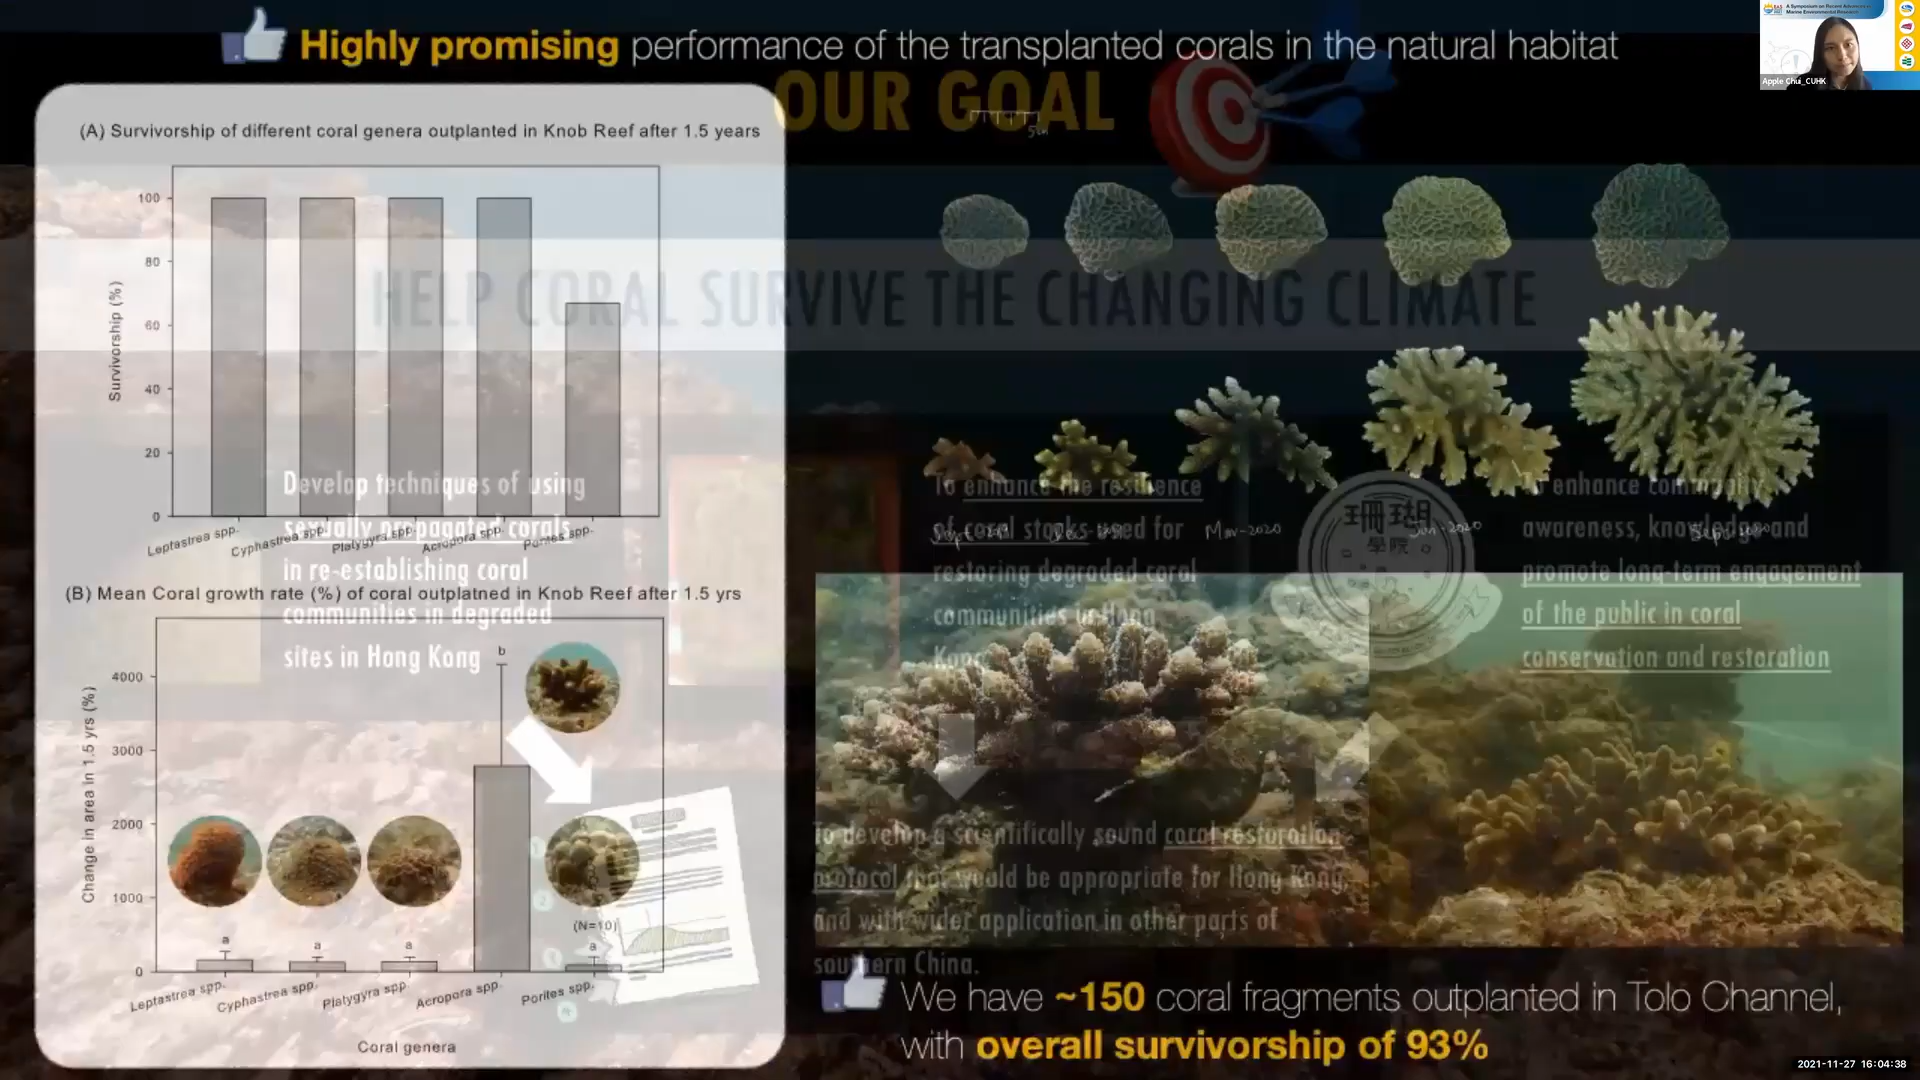 Highly promising performance of the transplanted corals in the natural habitat
OUR GOAL
HELP CORAL SURVIVE THE CHANGING CLIMATE
(A) Survivorship of different coral genera outplanted in Knob Reef after 1.5 years
Survivorship (%)
100
80
60
40
20
0
Leptastrea spp.
Cyphastrea spp.
Platygyra spp.
Acropora spp.
Porites spp.
(B) Mean Coral growth rate (%) of coral outplatned in Knob Reef after 1.5 yrs
Change in area in 1.5 yrs (%)
4000
3000
2000
1000
0
a
a
a
b
(N=10)
a
Leptastrea spp.
Cyphastrea spp.
Platygyra spp.
Acropora spp.
Porites spp.
Coral genera
Develop techniques of using
sexually propagated corals
in re-establishing coral
communities in degraded
sites in Hong Kong
To enhance the resilience
of coral stocks used for
restoring degraded coral
communities in Hong
Kong
Mar-2020
珊瑚
學院
enhance community
awareness, knowledge and
promote long-term engagement
of the public in coral
conservation and restoration
To develop a scientifically sound coral restoration
protocol that would be appropriate for Hong Kong,
and with wider application in other parts of
southern China.
We have ~150 coral fragments outplanted in Tolo Channel,
with overall survivorship of 93%
A Symposium on Recent Advances in
Marine Environmental Research
Apple Chui_CUHK
2021-11-27 16:04:38